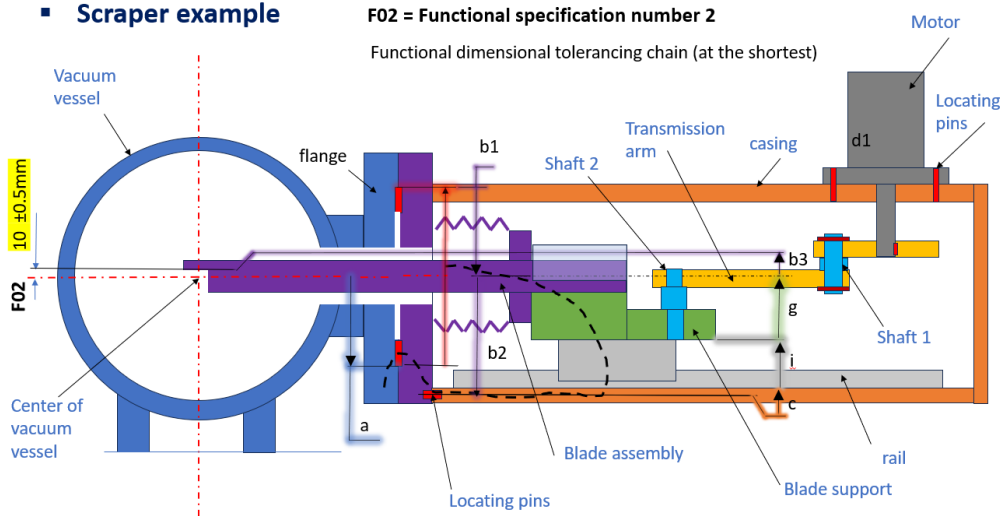 ▪ Scraper example
F02 = Functional specification number 2
Functional dimensional tolerancing chain (at the shortest)
Motor
Vacuum
vessel
Locating
pins
Transmission
arm
casing
d1
b1
Shaft 2
flange
10 ±0.5mm
F02
b3
g
Shaft 1
b2
i
c
Center of
vacuum
vessel
a
Blade assembly
rail
Blade support
Locating pins